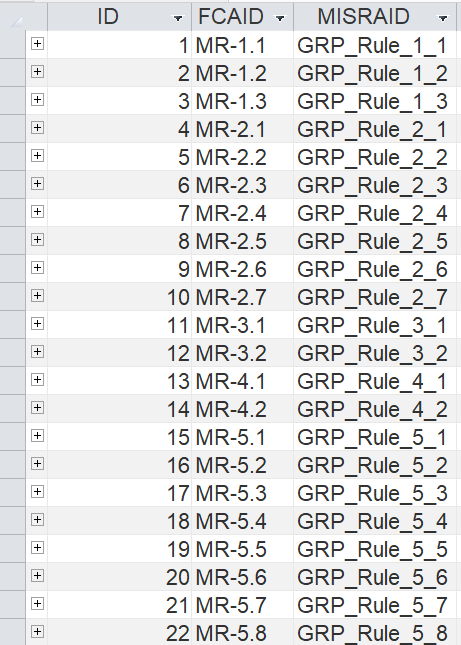 ID FCAID MISRAID
1 MR-1.1 GRP_Rule_1_1
2 MR-1.2 GRP_Rule_1_2
3 MR-1.3 GRP_Rule_1_3
4 MR-2.1 GRP_Rule_2_1
5 MR-2.2 GRP_Rule_2_2
6 MR-2.3 GRP_Rule_2_3
7 MR-2.4 GRP_Rule_2_4
8 MR-2.5 GRP_Rule_2_5
9 MR-2.6 GRP_Rule_2_6
10 MR-2.7 GRP_Rule_2_7
11 MR-3.1 GRP_Rule_3_1
12 MR-3.2 GRP_Rule_3_2
13 MR-4.1 GRP_Rule_4_1
14 MR-4.2 GRP_Rule_4_2
15 MR-5.1 GRP_Rule_5_1
16 MR-5.2 GRP_Rule_5_2
17 MR-5.3 GRP_Rule_5_3
18 MR-5.4 GRP_Rule_5_4
19 MR-5.5 GRP_Rule_5_5
20 MR-5.6 GRP_Rule_5_6
21 MR-5.7 GRP_Rule_5_7
22 MR-5.8 GRP_Rule_5_8